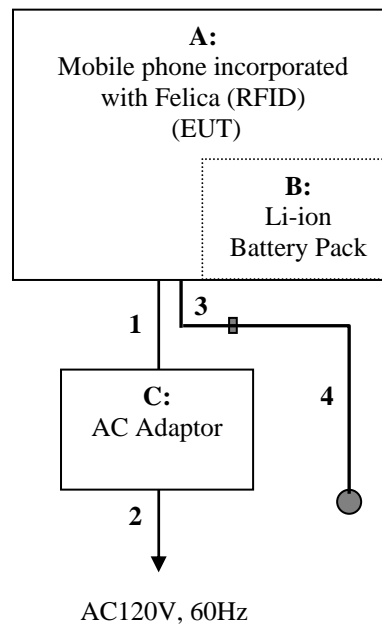 A:
Mobile phone incorporated
with Felica (RFID)
(EUT)
B:
Li-ion
Battery Pack
1
3
C:
AC Adaptor
4
2
AC120V, 60Hz